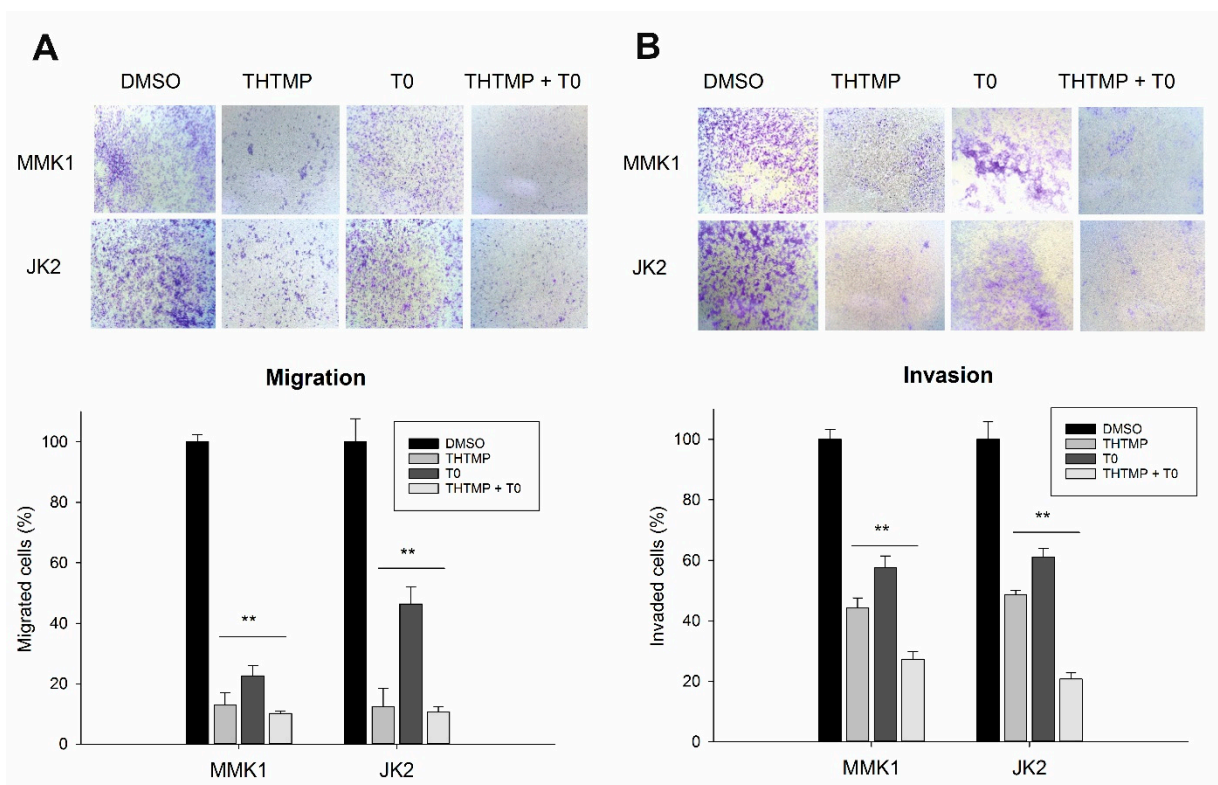 A
DMSO THTMP T0 THTMP + T0
MMK1
JK2
Migration
Migrated cells (%)
100
80
60
40
20
0
DMSO
THTMP
T0
THTMP + T0
**
**
MMK1 JK2
B
DMSO THTMP T0 THTMP + T0
MMK1
JK2
Invasion
Invaded cells (%)
100
80
60
40
20
0
DMSO
THTMP
T0
THTMP + T0
**
**
MMK1 JK2